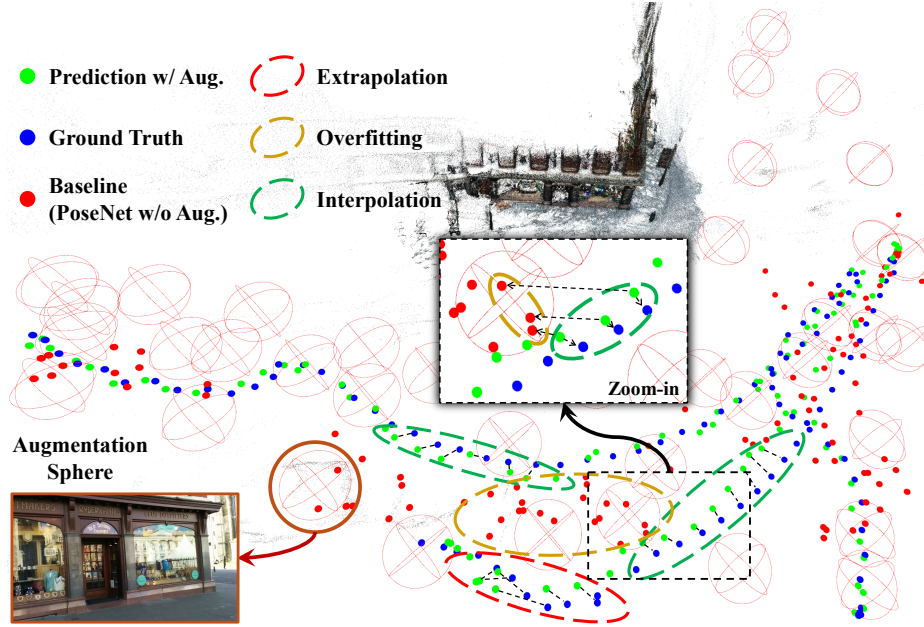 Prediction w/ Aug.
Extrapolation
Ground Truth
Overfitting
Baseline
(PoseNet w/o Aug.)
Interpolation
Zoom-in
Augmentation
Sphere